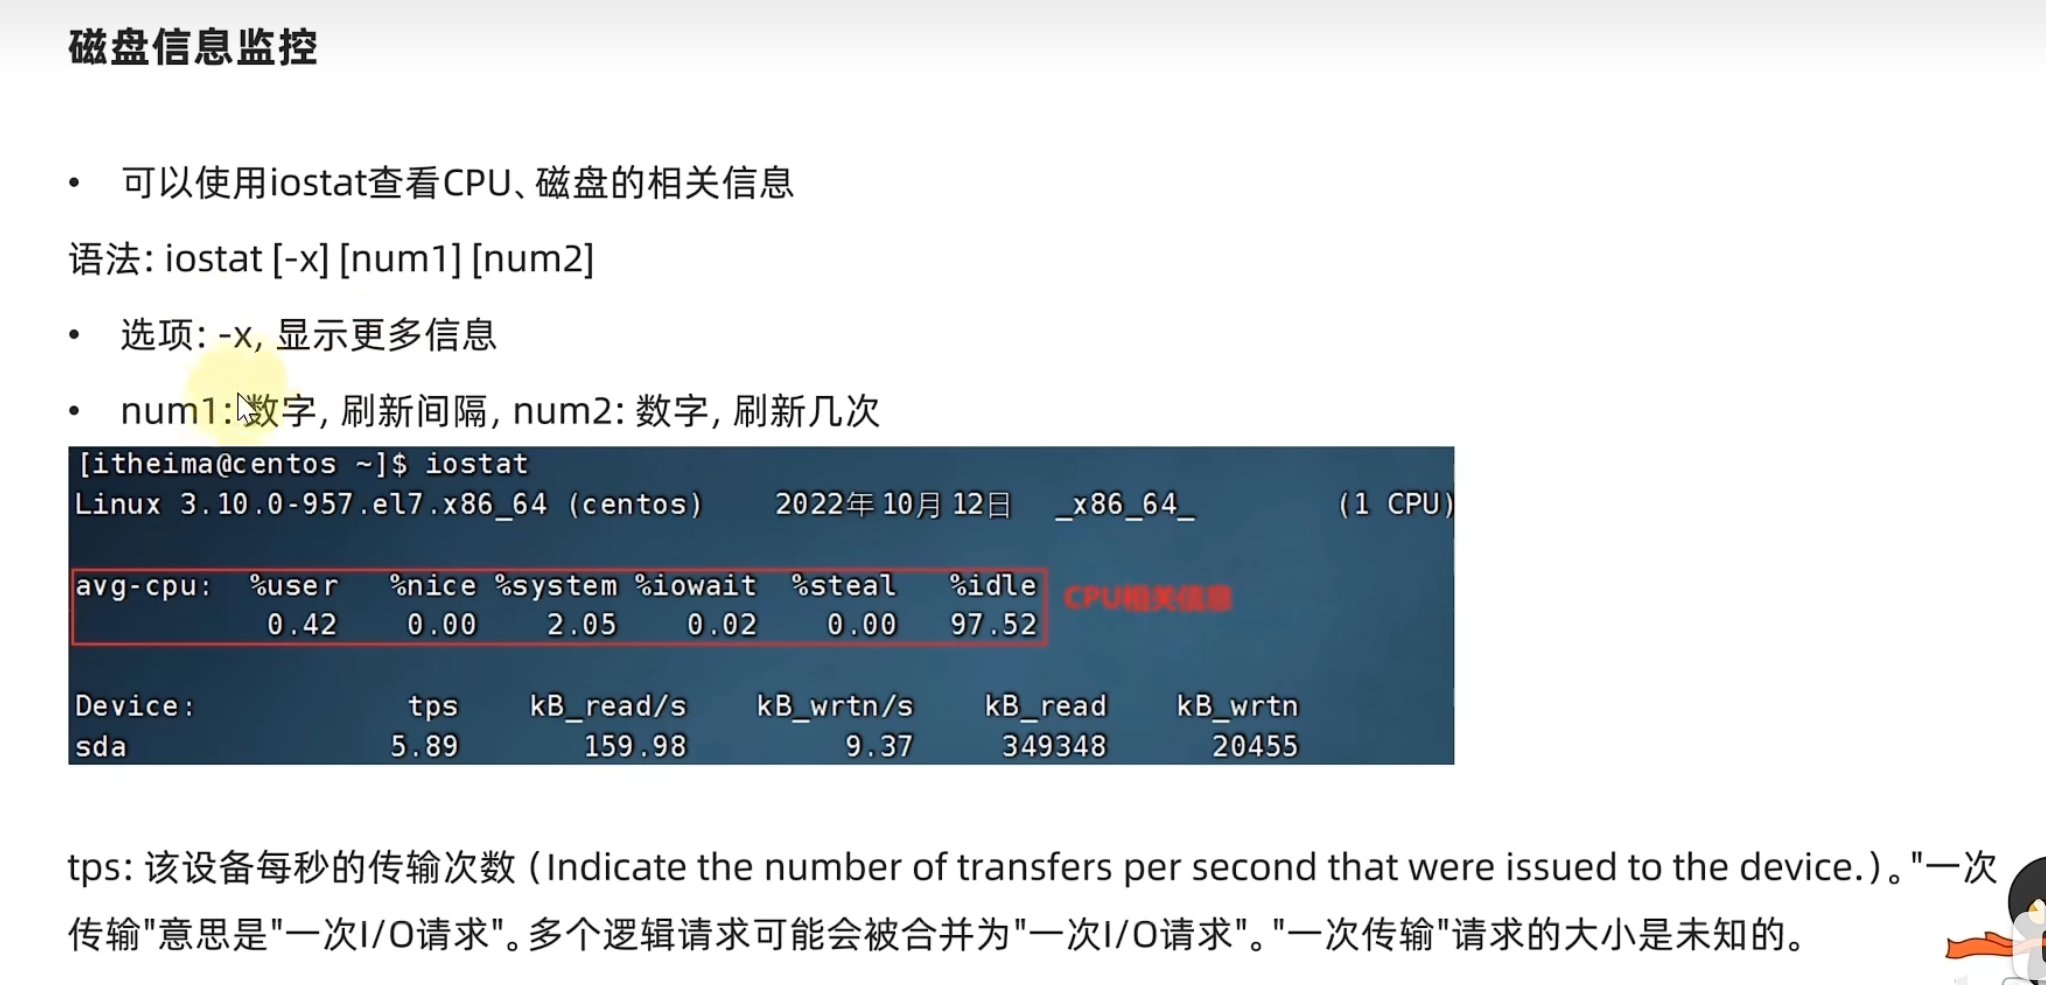 磁盘信息监控
• 可以使用iostat查看CPU、磁盘的相关信息
语法: iostat [-x] [num1] [num2]
• 选项: -x, 显示更多信息
• num1: 数字, 刷新间隔, num2: 数字, 刷新几次
[itheima@centos ~]$ iostat
Linux 3.10.0-957.el7.x86_64 (centos) 2022年10月12日 _x86_64_ (1 CPU)
avg-cpu: %user %nice %system %iowait %steal %idle
0.42 0.00 2.05 0.02 0.00 97.52
CPU相关信息
Device: tps kB_read/s kB_wrtn/s kB_read kB_wrtn
sda 5.89 159.98 9.37 349348 20455
tps: 该设备每秒的传输次数 (Indicate the number of transfers per second that were issued to the device.)。"一次
传输"意思是"一次I/O请求"。多个逻辑请求可能会被合并为"一次I/O请求"。"一次传输"请求的大小是未知的。